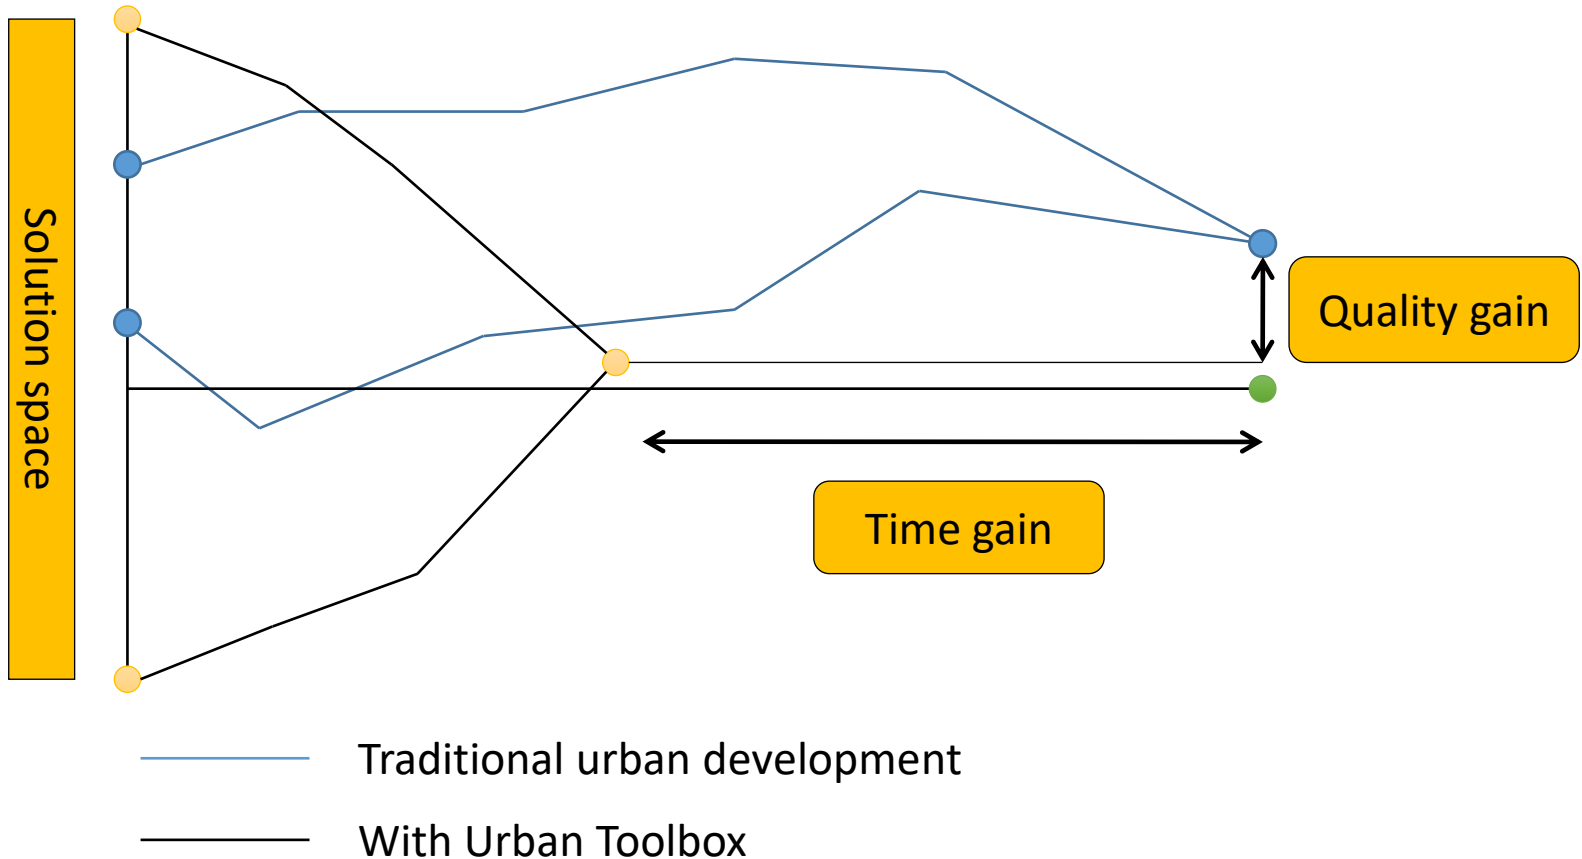 Solution space
Quality gain
Time gain
Traditional urban development
With Urban Toolbox